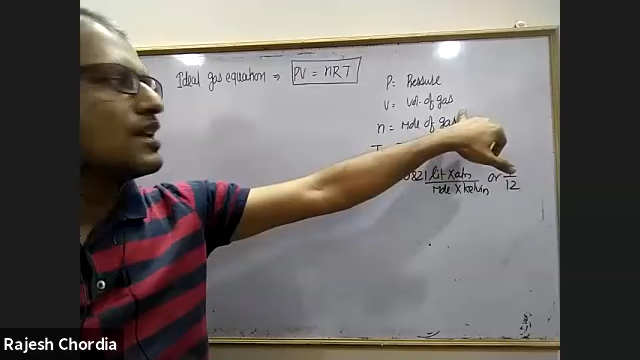 Ideal gas equation ⇒ PV = nRT
P = Pressure
V = Vol. of gas
n = Mole of gas
T
0821 lit x atm / Mole x kelvin or 1/12
Rajesh Chordia